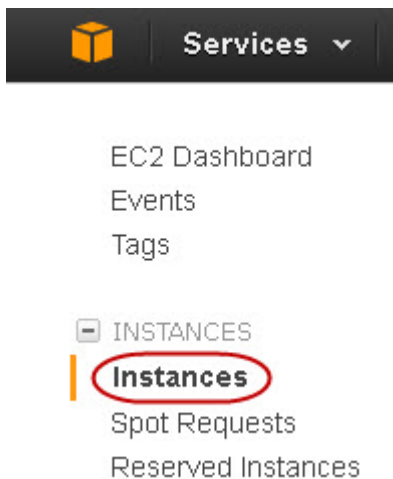 Services
EC2 Dashboard
Events
Tags
INSTANCES
Instances
Spot Requests
Reserved Instances